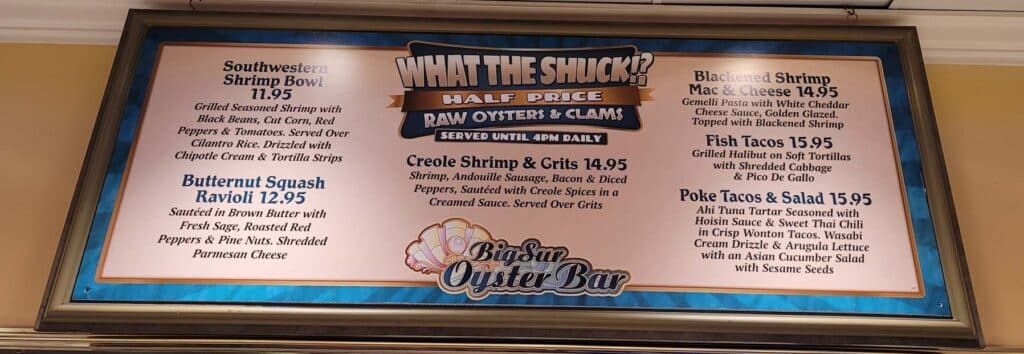 Southwestern
Shrimp Bowl
11.95
Grilled Seasoned Shrimp with
Black Beans, Cut Corn, Red
Peppers & Tomatoes. Served Over
Cilantro Rice. Drizzled with
Chipotle Cream & Tortilla Strips
Butternut Squash
Ravioli 12.95
Sautéed in Brown Butter with
Fresh Sage, Roasted Red
Peppers & Pine Nuts. Shredded
Parmesan Cheese
WHAT THE SHUCK!?
HALF PRICE
RAW OYSTERS & CLAMS
SERVED UNTIL 4PM DAILY
Creole Shrimp & Grits 14.95
Shrimp, Andouille Sausage, Bacon & Diced
Peppers, Sautéed with Creole Spices in a
Creamed Sauce. Served Over Grits
Big Sur
Oyster Bar
Blackened Shrimp
Mac & Cheese 14.95
Gemelli Pasta with White Cheddar
Cheese Sauce, Golden Glazed.
Topped with Blackened Shrimp
Fish Tacos 15.95
Grilled Halibut on Soft Tortillas
with Shredded Cabbage
& Pico De Gallo
Poke Tacos & Salad 15.95
Ahi Tuna Tartar Seasoned with
Hoisin Sauce & Sweet Thai Chili
in Crisp Wonton Tacos. Wasabi
Cream Drizzle & Arugula Lettuce
with an Asian Cucumber Salad
with Sesame Seeds